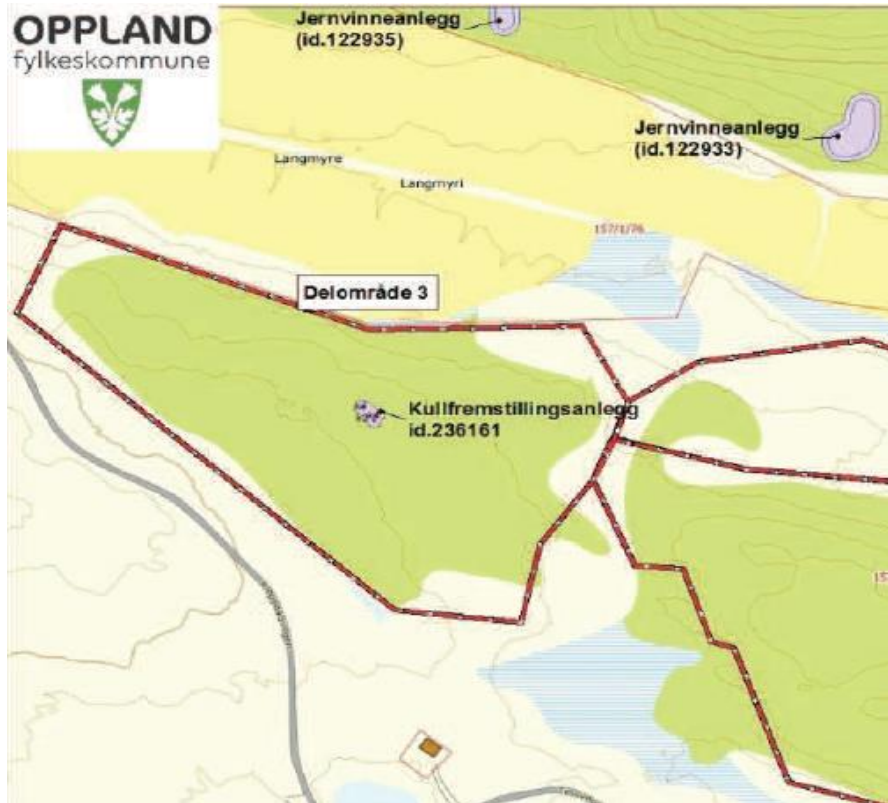 OPPLAND
fylkeskommune
Jernvinneanlegg
(id.122935)
Jernvinneanlegg
(id.122933)
Langmyre
Langmyri
157/1/76
Delområde 3
Kullfremstillingsanlegg
id.236161